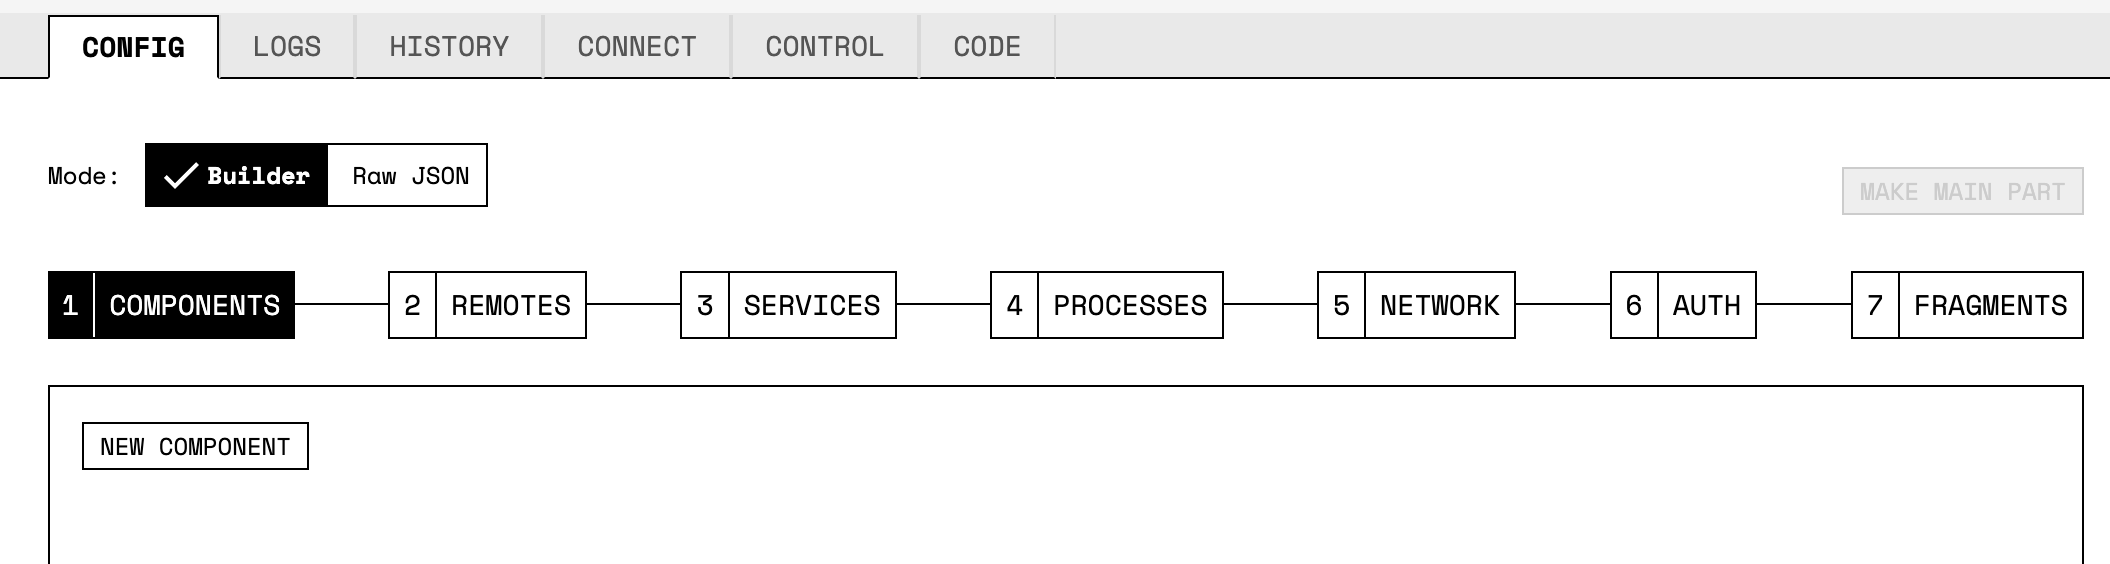 CONFIG LOGS HISTORY CONNECT CONTROL CODE
Mode: Builder Raw JSON
MAKE MAIN PART
1 COMPONENTS 2 REMOTES 3 SERVICES 4 PROCESSES 5 NETWORK 6 AUTH 7 FRAGMENTS
NEW COMPONENT